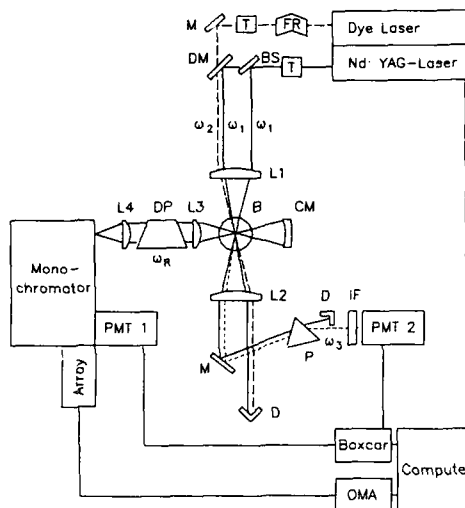 M T FR Dye Laser
DM BS T Nd: YAG-Laser
ω2 ω1 ω1
L1
L4 DP L3 B CM
ωR
Mono-
chromator
L2
D IF
PMT 1 PMT 2
M P ω3
Array
D
Boxcar
Compute
OMA